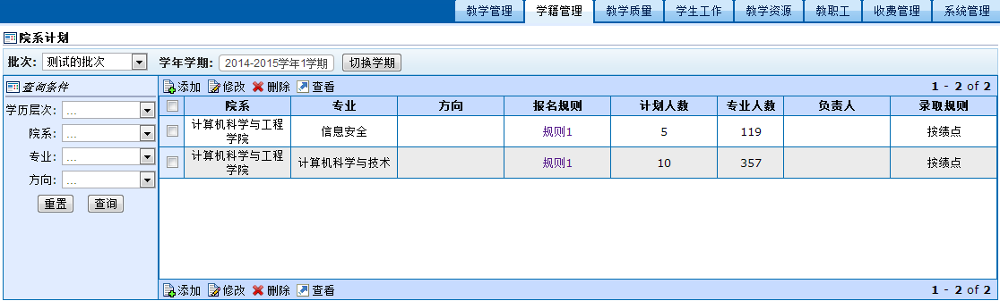 教学管理 学籍管理 教学质量 学生工作 教学资源 教职工 收费管理 系统管理
院系计划
批次: 测试的批次 学年学期: 2014-2015学年1学期 切换学期
查询条件
学历层次: ...
院系: ...
专业: ...
方向: ...
重置 查询
添加 修改 删除 查看 1 - 2 of 2
院系 专业 方向 报名规则 计划人数 专业人数 负责人 录取规则
计算机科学与工程学院 信息安全 规则1 5 119 按绩点
计算机科学与工程学院 计算机科学与技术 规则1 10 357 按绩点
添加 修改 删除 查看 1 - 2 of 2